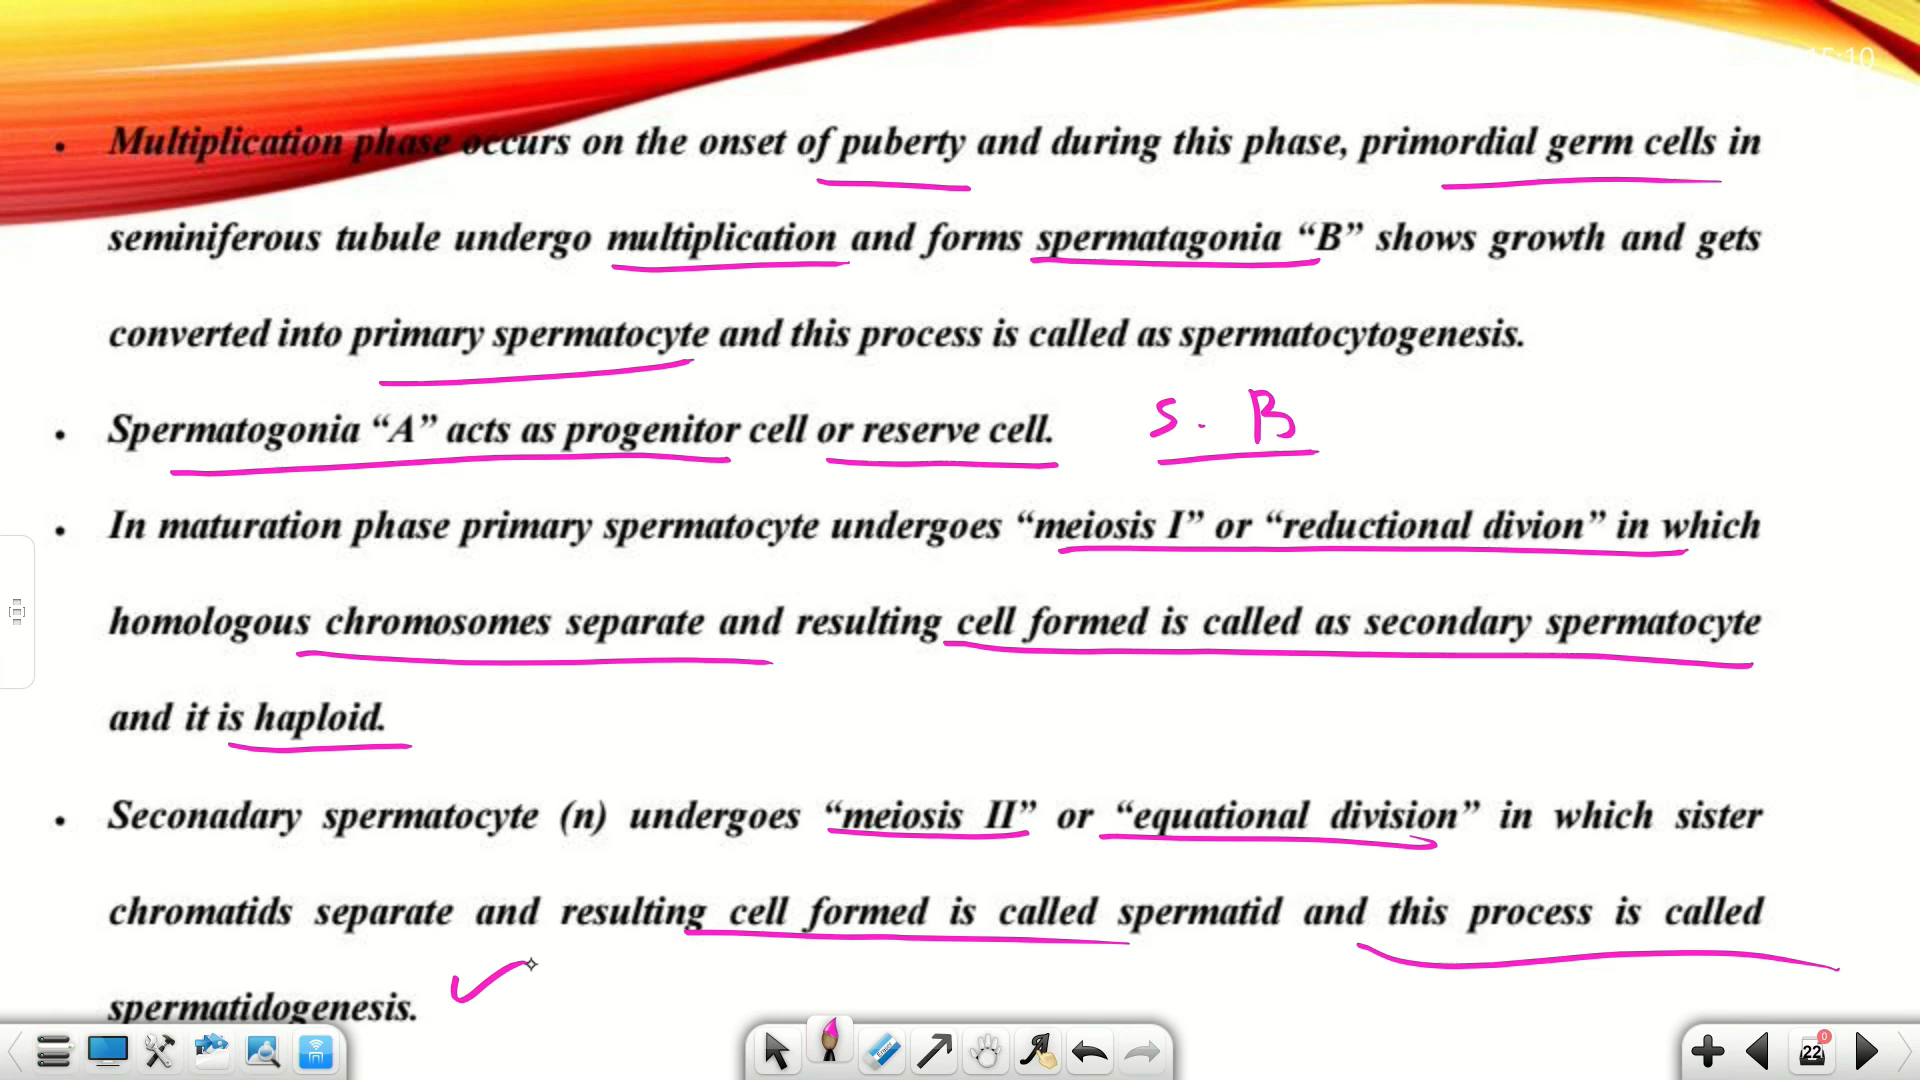 15:10
• Multiplication phase occurs on the onset of puberty and during this phase, primordial germ cells in
seminiferous tubule undergo multiplication and forms spermatagonia “B” shows growth and gets
converted into primary spermatocyte and this process is called as spermatocytogenesis.
• Spermatogonia “A” acts as progenitor cell or reserve cell.
S. B
• In maturation phase primary spermatocyte undergoes “meiosis I” or “reductional divion” in which
homologous chromosomes separate and resulting cell formed is called as secondary spermatocyte
and it is haploid.
• Seconadary spermatocyte (n) undergoes “meiosis II” or “equational division” in which sister
chromatids separate and resulting cell formed is called spermatid and this process is called
spermatidogenesis.
22
0